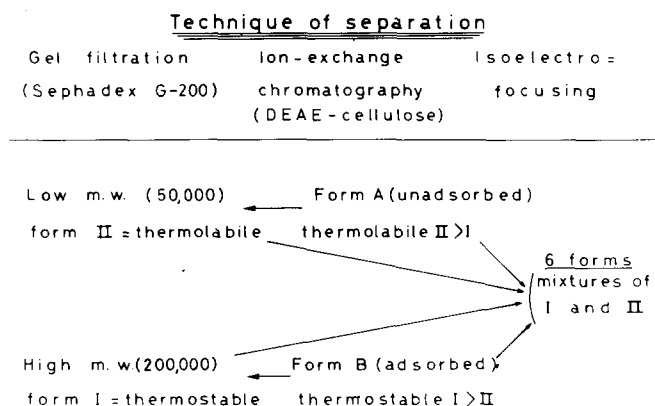 Technique of separation
Gel filtration Ion-exchange Isoelectro=
(Sephadex G-200) chromatography focusing
(DEAE-cellulose)
Low m.w. (50,000) Form A (unadsorbed)
form II = thermolabile thermolabile II > I
6 forms
mixtures of
I and II
High m.w. (200,000) Form B (adsorbed)
form I = thermostable thermostable I > II